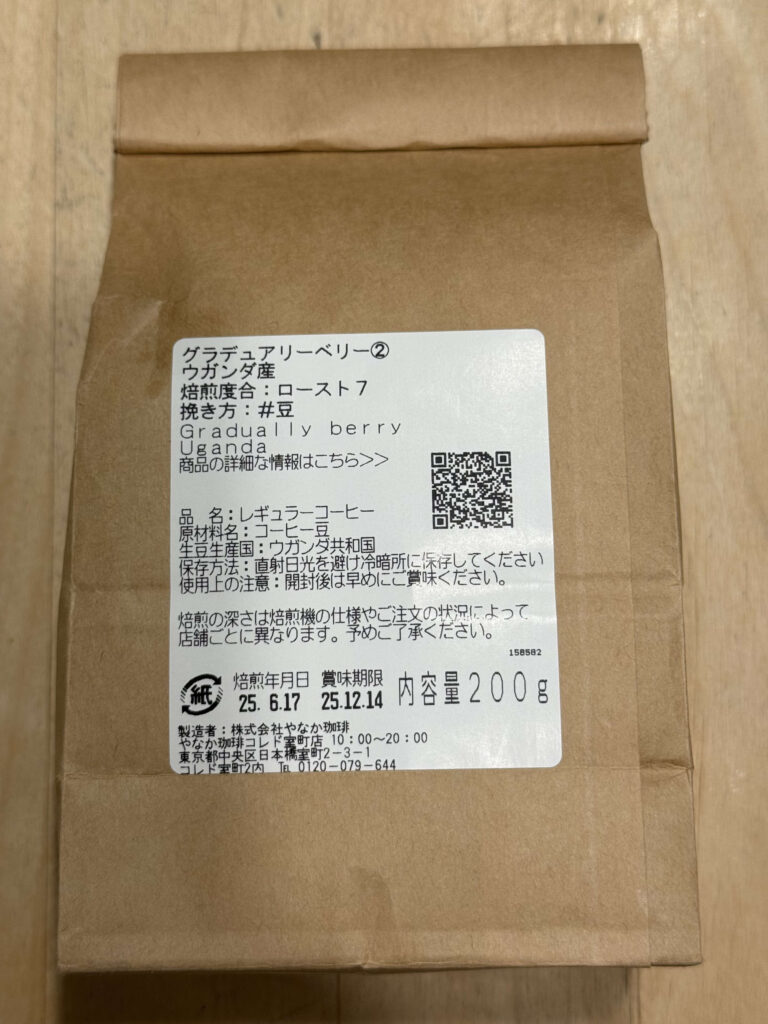 グラデュアリーベリー②
ウガンダ産
焙煎度合：ロースト７
挽き方：＃豆
Ｇｒａｄｕａｌｌｙ ｂｅｒｒｙ
Ｕｇａｎｄａ
商品の詳細な情報はこちら>>
品　名：レギュラーコーヒー
原材料名：コーヒー豆
生豆生産国：ウガンダ共和国
保存方法：直射日光を避け冷暗所に保存してください
使用上の注意：開封後は早めにご賞味ください。
焙煎の深さは焙煎機の仕様やご注文の状況によって
店舗ごとに異なります。予めご了承ください。
158582
紙
焙煎年月日 賞味期限 内容量２００ｇ
25. 6.17 25.12.14
製造者：株式会社やなか珈琲
やなか珈琲コレド室町店 １０：００～２０：００
東京都中央区日本橋室町２－３－１
コレド室町２内 ℡ 0120－079－644